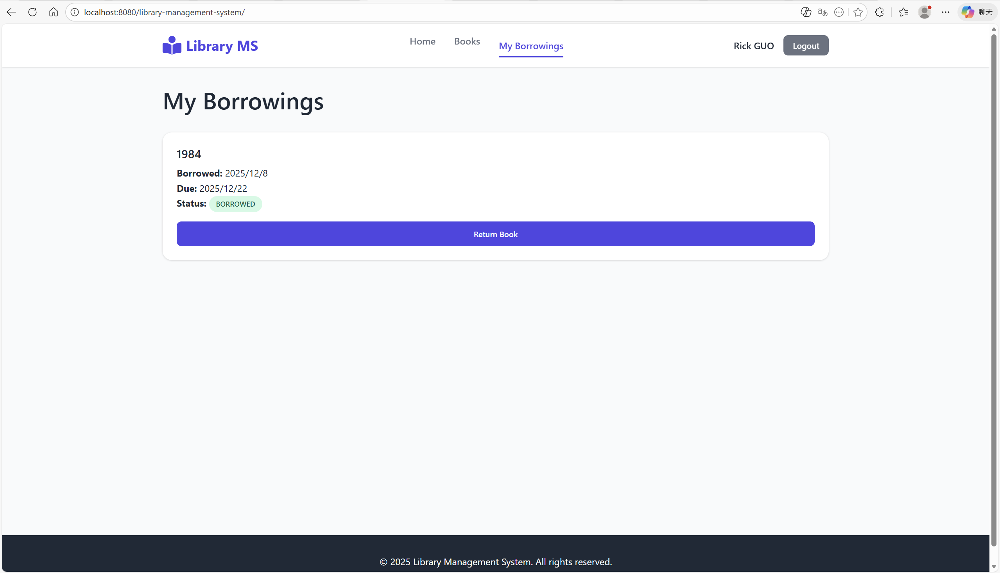 localhost:8080/library-management-system/
聊天
Library MS
Home
Books
My Borrowings
Rick GUO
Logout
My Borrowings
1984
Borrowed: 2025/12/8
Due: 2025/12/22
Status: BORROWED
Return Book
© 2025 Library Management System. All rights reserved.